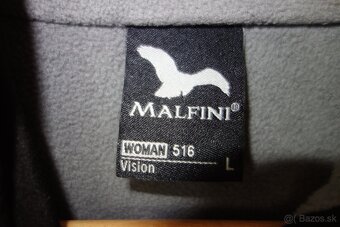 MALFINI®
WOMAN 516
Vision L
© Bazos.sk